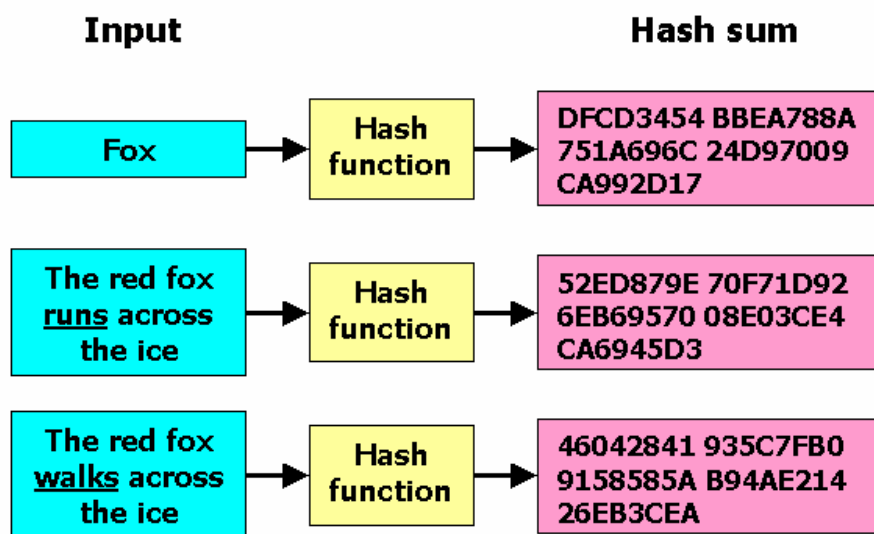 Input
Hash sum
Fox
Hash
function
DFCD3454 BBEA788A
751A696C 24D97009
CA992D17
The red fox
runs across
the ice
Hash
function
52ED879E 70F71D92
6EB69570 08E03CE4
CA6945D3
The red fox
walks across
the ice
Hash
function
46042841 935C7FB0
9158585A B94AE214
26EB3CEA